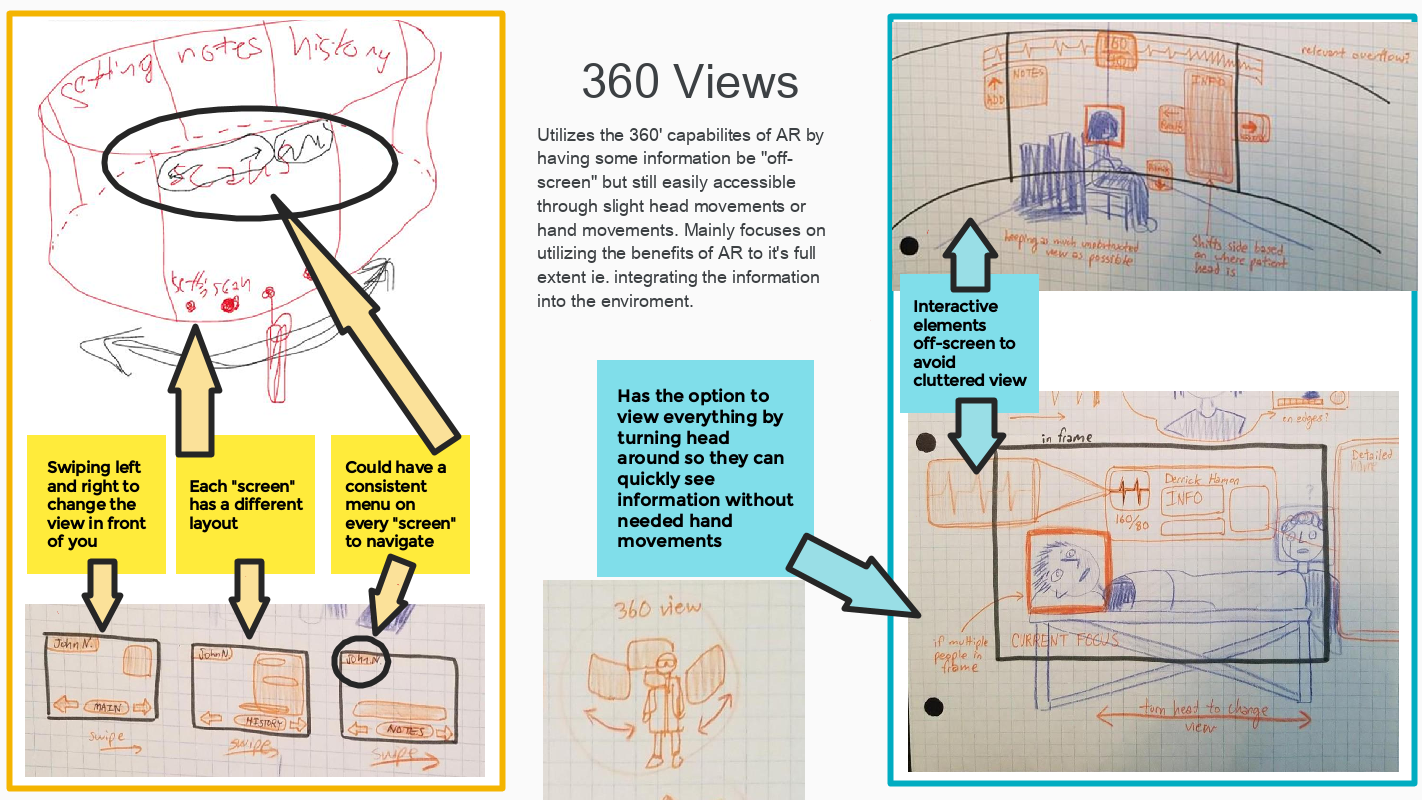 setting notes history
setting scan
Swiping left
and right to
change the
view in front
of you
Each "screen"
has a different
layout
Could have a
consistent
menu on
every "screen"
to navigate
John N.
MAIN
swipe
John N
HISTORY
swipe
John.N.
NOTES
swipe
360 Views
Utilizes the 360' capabilites of AR by
having some information be "off-
screen" but still easily accessible
through slight head movements or
hand movements. Mainly focuses on
utilizing the benefits of AR to it's full
extent ie. integrating the information
into the enviroment.
Has the option to
view everything by
turning head
around so they can
quickly see
information without
needed hand
movements
360 view
relevant overflow?
160
80
NOTES
ADD
INFO
keeping as much unobstructed
view as possible
Shifts side based
on where patient
head is
Interactive
elements
off-screen to
avoid
cluttered view
on edges?
in frame
Detailed
Derrick Hamon
INFO
160/80
if multiple
people in
frame
CURRENT FOCUS
turn head to change
view